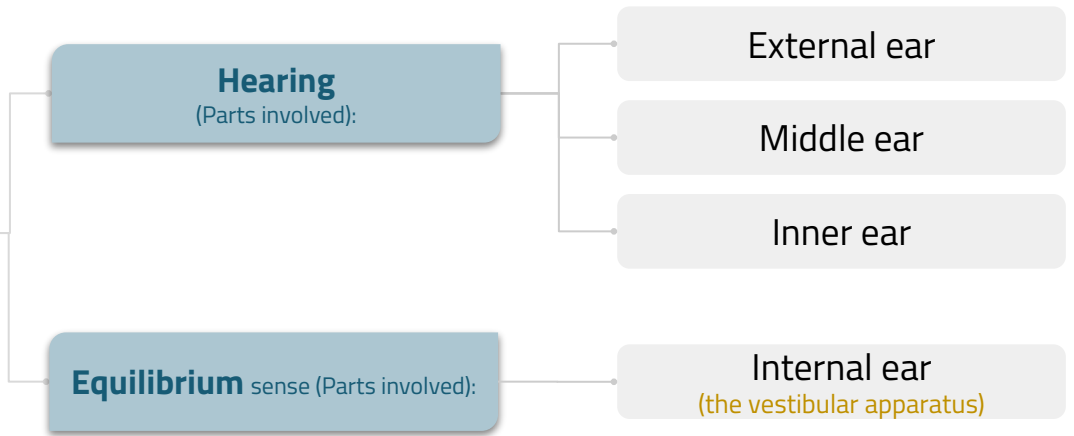 Hearing
(Parts involved):
External ear
Middle ear
Inner ear
Equilibrium sense (Parts involved):
Internal ear
(the vestibular apparatus)